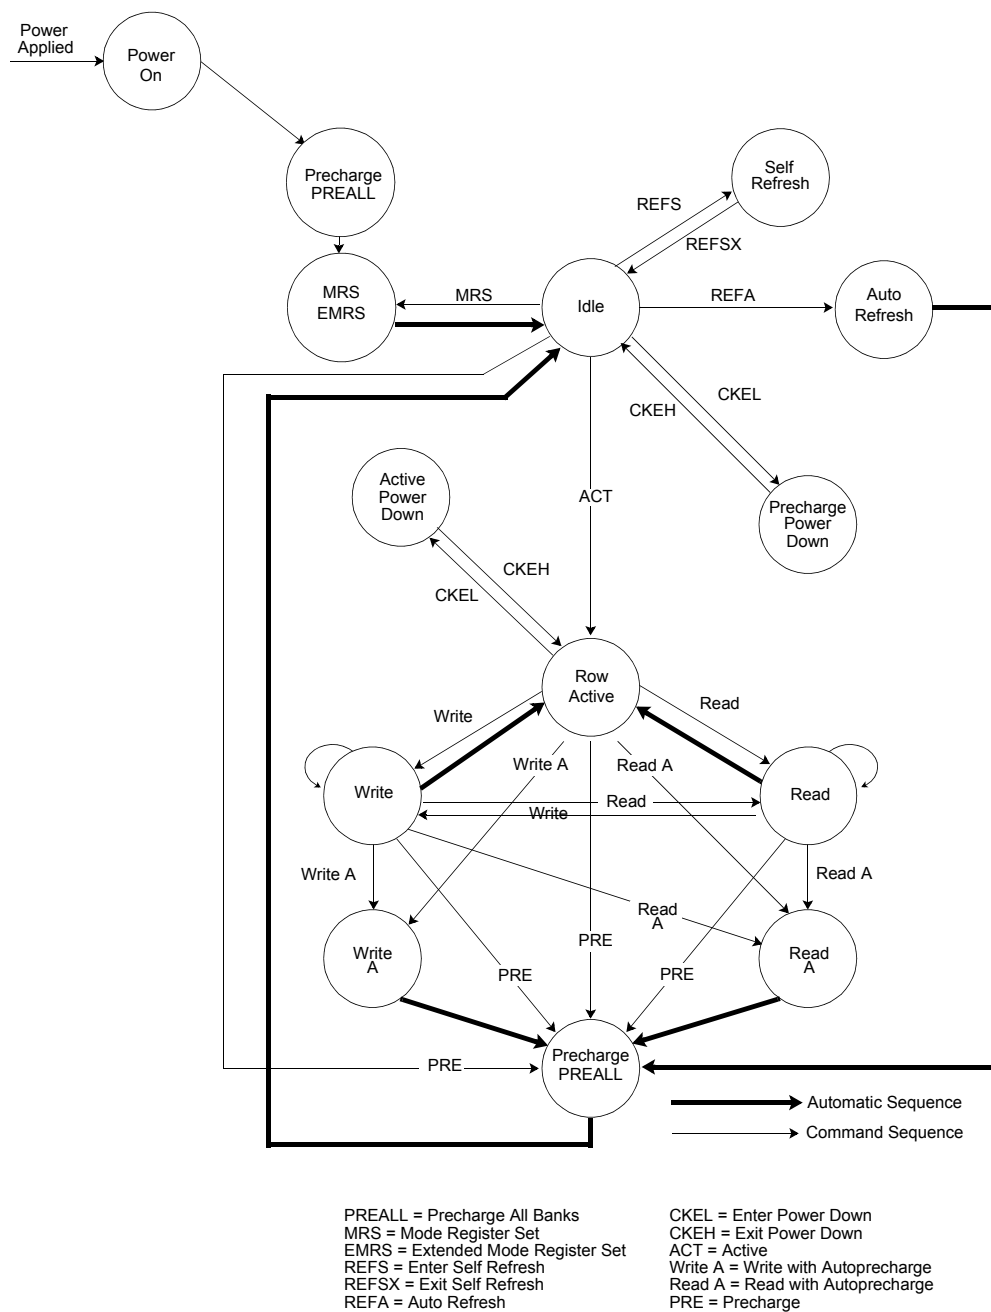 Power
Applied
Power
On
Precharge
PREALL
Self
Refresh
REFS
REFSX
MRS
EMRS
MRS
Idle
REFA
Auto
Refresh
CKEL
CKEH
Active
Power
Down
ACT
Precharge
Power
Down
CKEH
CKEL
Row
Active
Write
Read
Write A
Read A
Write
Read
Write
Read
Write A
Read A
Read
A
Write
A
PRE
Read
A
PRE
PRE
Precharge
PREALL
PRE
Automatic Sequence
Command Sequence
PREALL = Precharge All Banks
MRS = Mode Register Set
EMRS = Extended Mode Register Set
REFS = Enter Self Refresh
REFSX = Exit Self Refresh
REFA = Auto Refresh
CKEL = Enter Power Down
CKEH = Exit Power Down
ACT = Active
Write A = Write with Autoprecharge
Read A = Read with Autoprecharge
PRE = Precharge